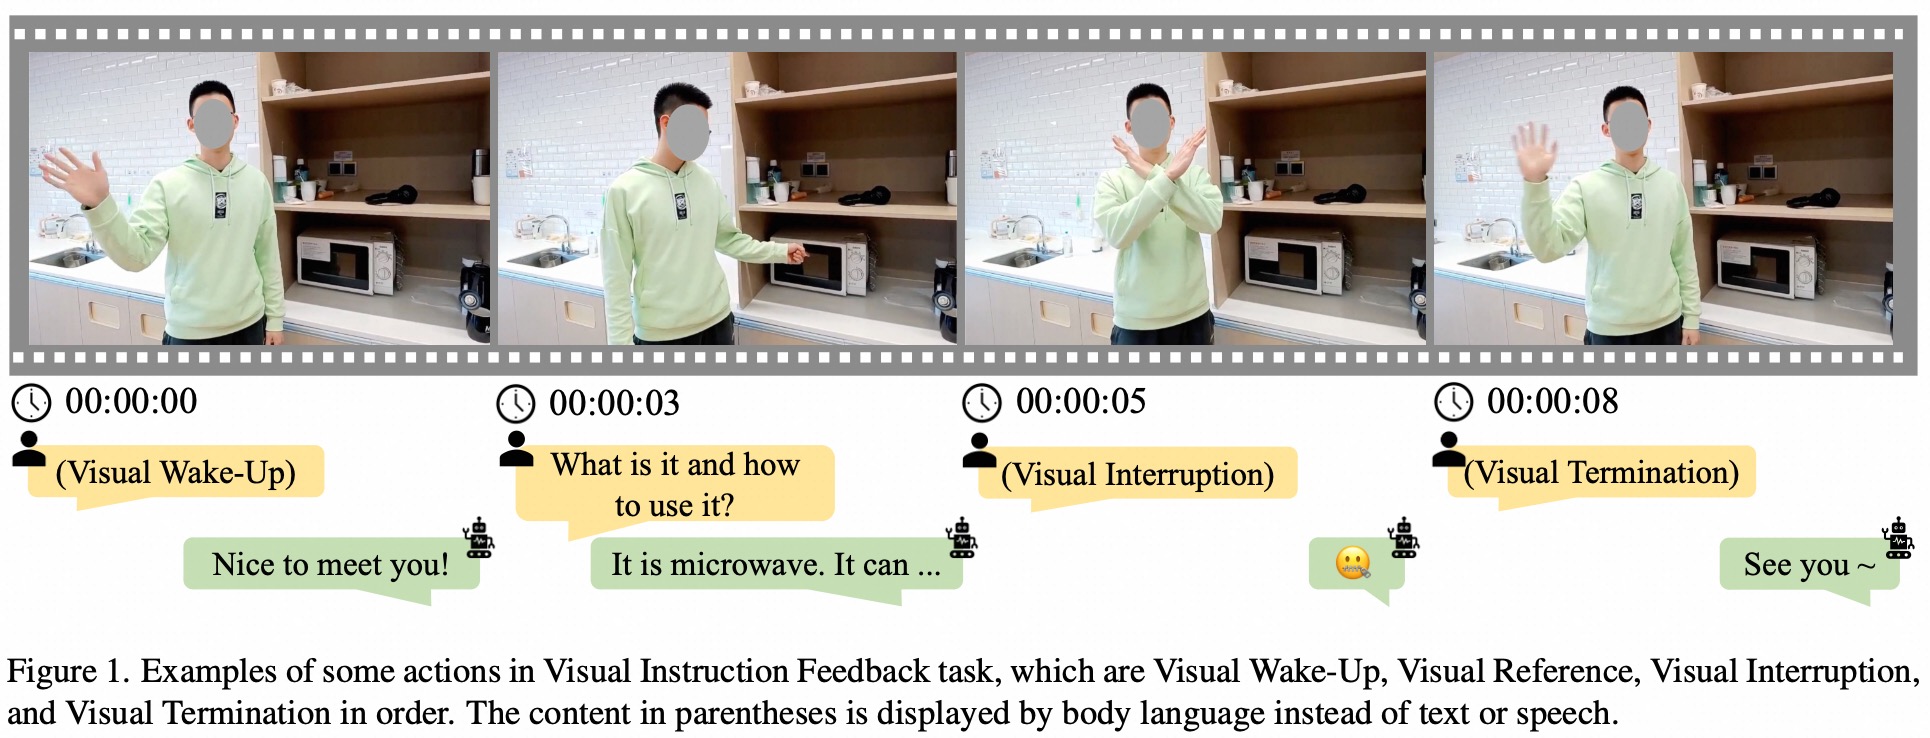 00:00:00
(Visual Wake-Up)
Nice to meet you!
00:00:03
What is it and how
to use it?
It is microwave. It can ...
00:00:05
(Visual Interruption)
00:00:08
(Visual Termination)
See you ~
Figure 1. Examples of some actions in Visual Instruction Feedback task, which are Visual Wake-Up, Visual Reference, Visual Interruption,
and Visual Termination in order. The content in parentheses is displayed by body language instead of text or speech.